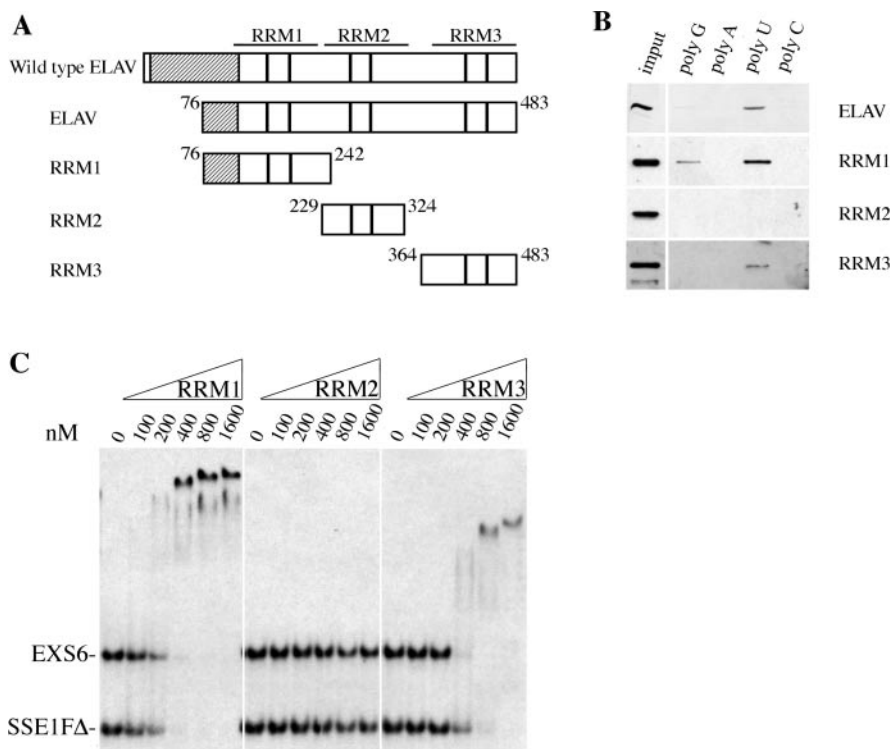 A
RRM1 RRM2 RRM3
Wild type ELAV
76 483
ELAV
76 242
RRM1
229 324
RRM2
364 483
RRM3
B
imput poly G poly A poly U poly C
ELAV
RRM1
RRM2
RRM3
C
RRM1 RRM2 RRM3
nM 0 100 200 400 800 1600 0 100 200 400 800 1600 0 100 200 400 800 1600
EXS6-
SSE1FΔ-